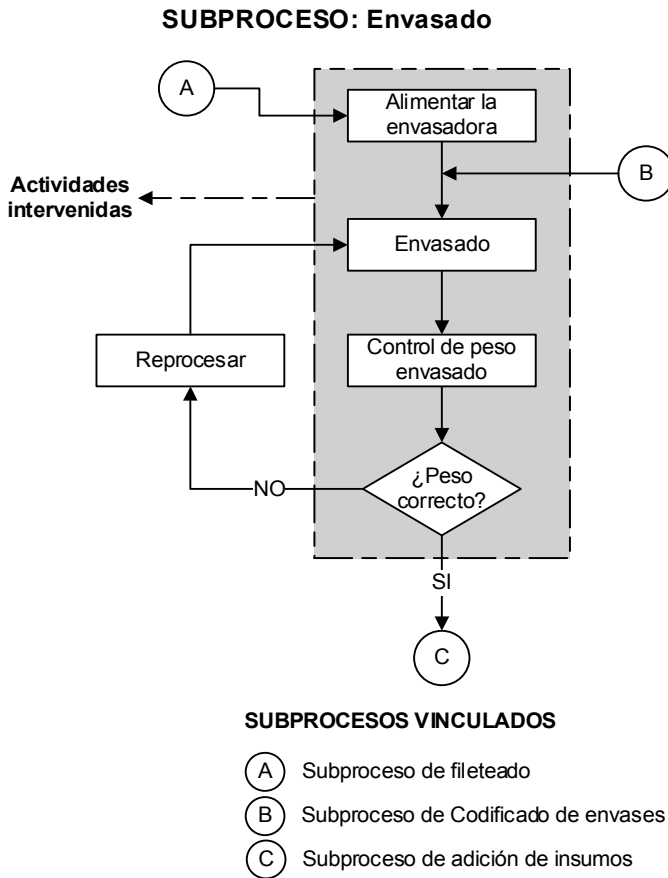 SUBPROCESO: Envasado
A
Alimentar la
envasadora
B
Actividades
intervenidas
Envasado
Reprocesar
Control de peso
envasado
¿Peso
correcto?
NO
SI
C
SUBPROCESOS VINCULADOS
A Subproceso de fileteado
B Subproceso de Codificado de envases
C Subproceso de adición de insumos